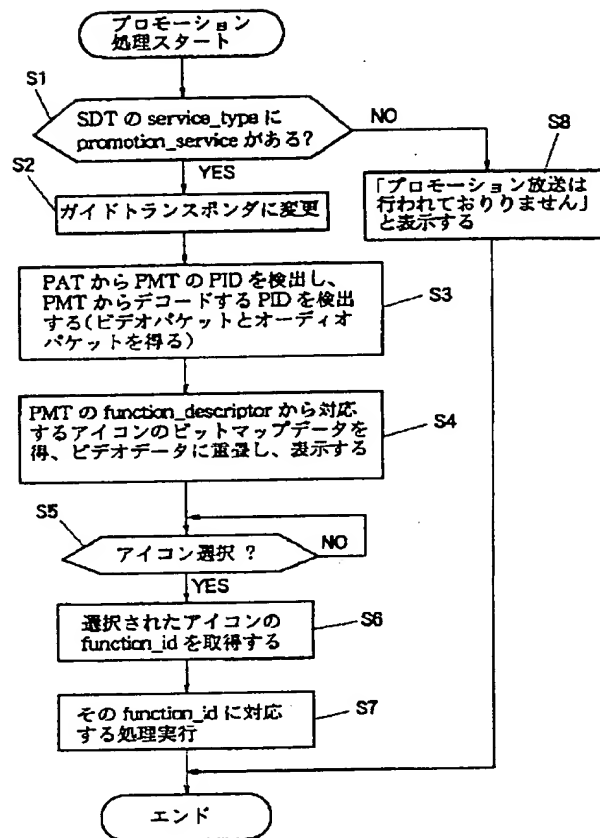 プロモーション
処理スタート
S1
SDT の service_type に
promotion_service がある?
NO
S8
「プロモーション放送は
行われておりりません」
と表示する
YES
S2
ガイドトランスポンダに変更
PAT から PMT の PID を検出し、
PMT からデコードする PID を検出
する(ビデオパケットとオーディオ
パケットを得る)
S3
PMT の function_descriptor から対応
するアイコンのビットマップデータを
得、ビデオデータに重畳し、表示する
S4
S5
アイコン選択 ?
NO
YES
選択されたアイコンの
function_id を取得する
S6
その function_id に対応
する処理実行
S7
エンド